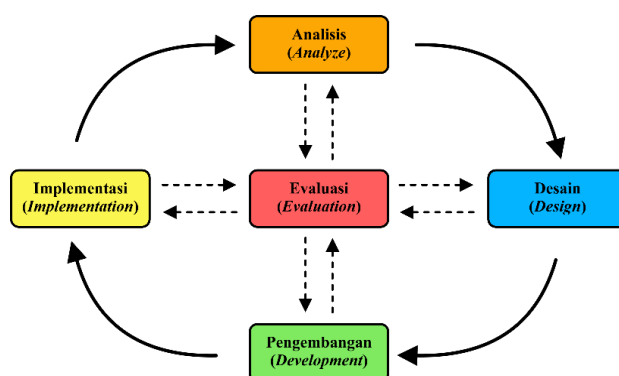 Analisis
(Analyze)
Implementasi
(Implementation)
Evaluasi
(Evaluation)
Desain
(Design)
Pengembangan
(Development)